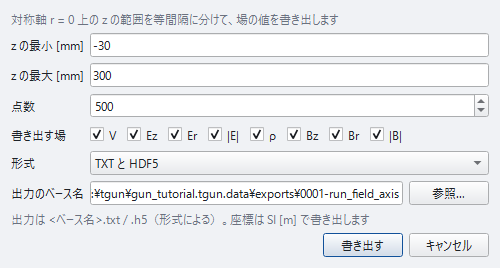 対称軸 r = 0 上の z の範囲を等間隔に分けて、場の値を書き出します
z の最小 [mm] -30
z の最大 [mm] 300
点数 500
書き出す場 V Ez Er |E| ρ Bz Br |B|
形式 TXT と HDF5
出力のベース名 :¥tgun¥gun_tutorial.tgun.data¥exports¥0001-run_field_axis 参照...
出力は <ベース名>.txt / .h5（形式による）。座標は SI [m] で書き出します
書き出す キャンセル